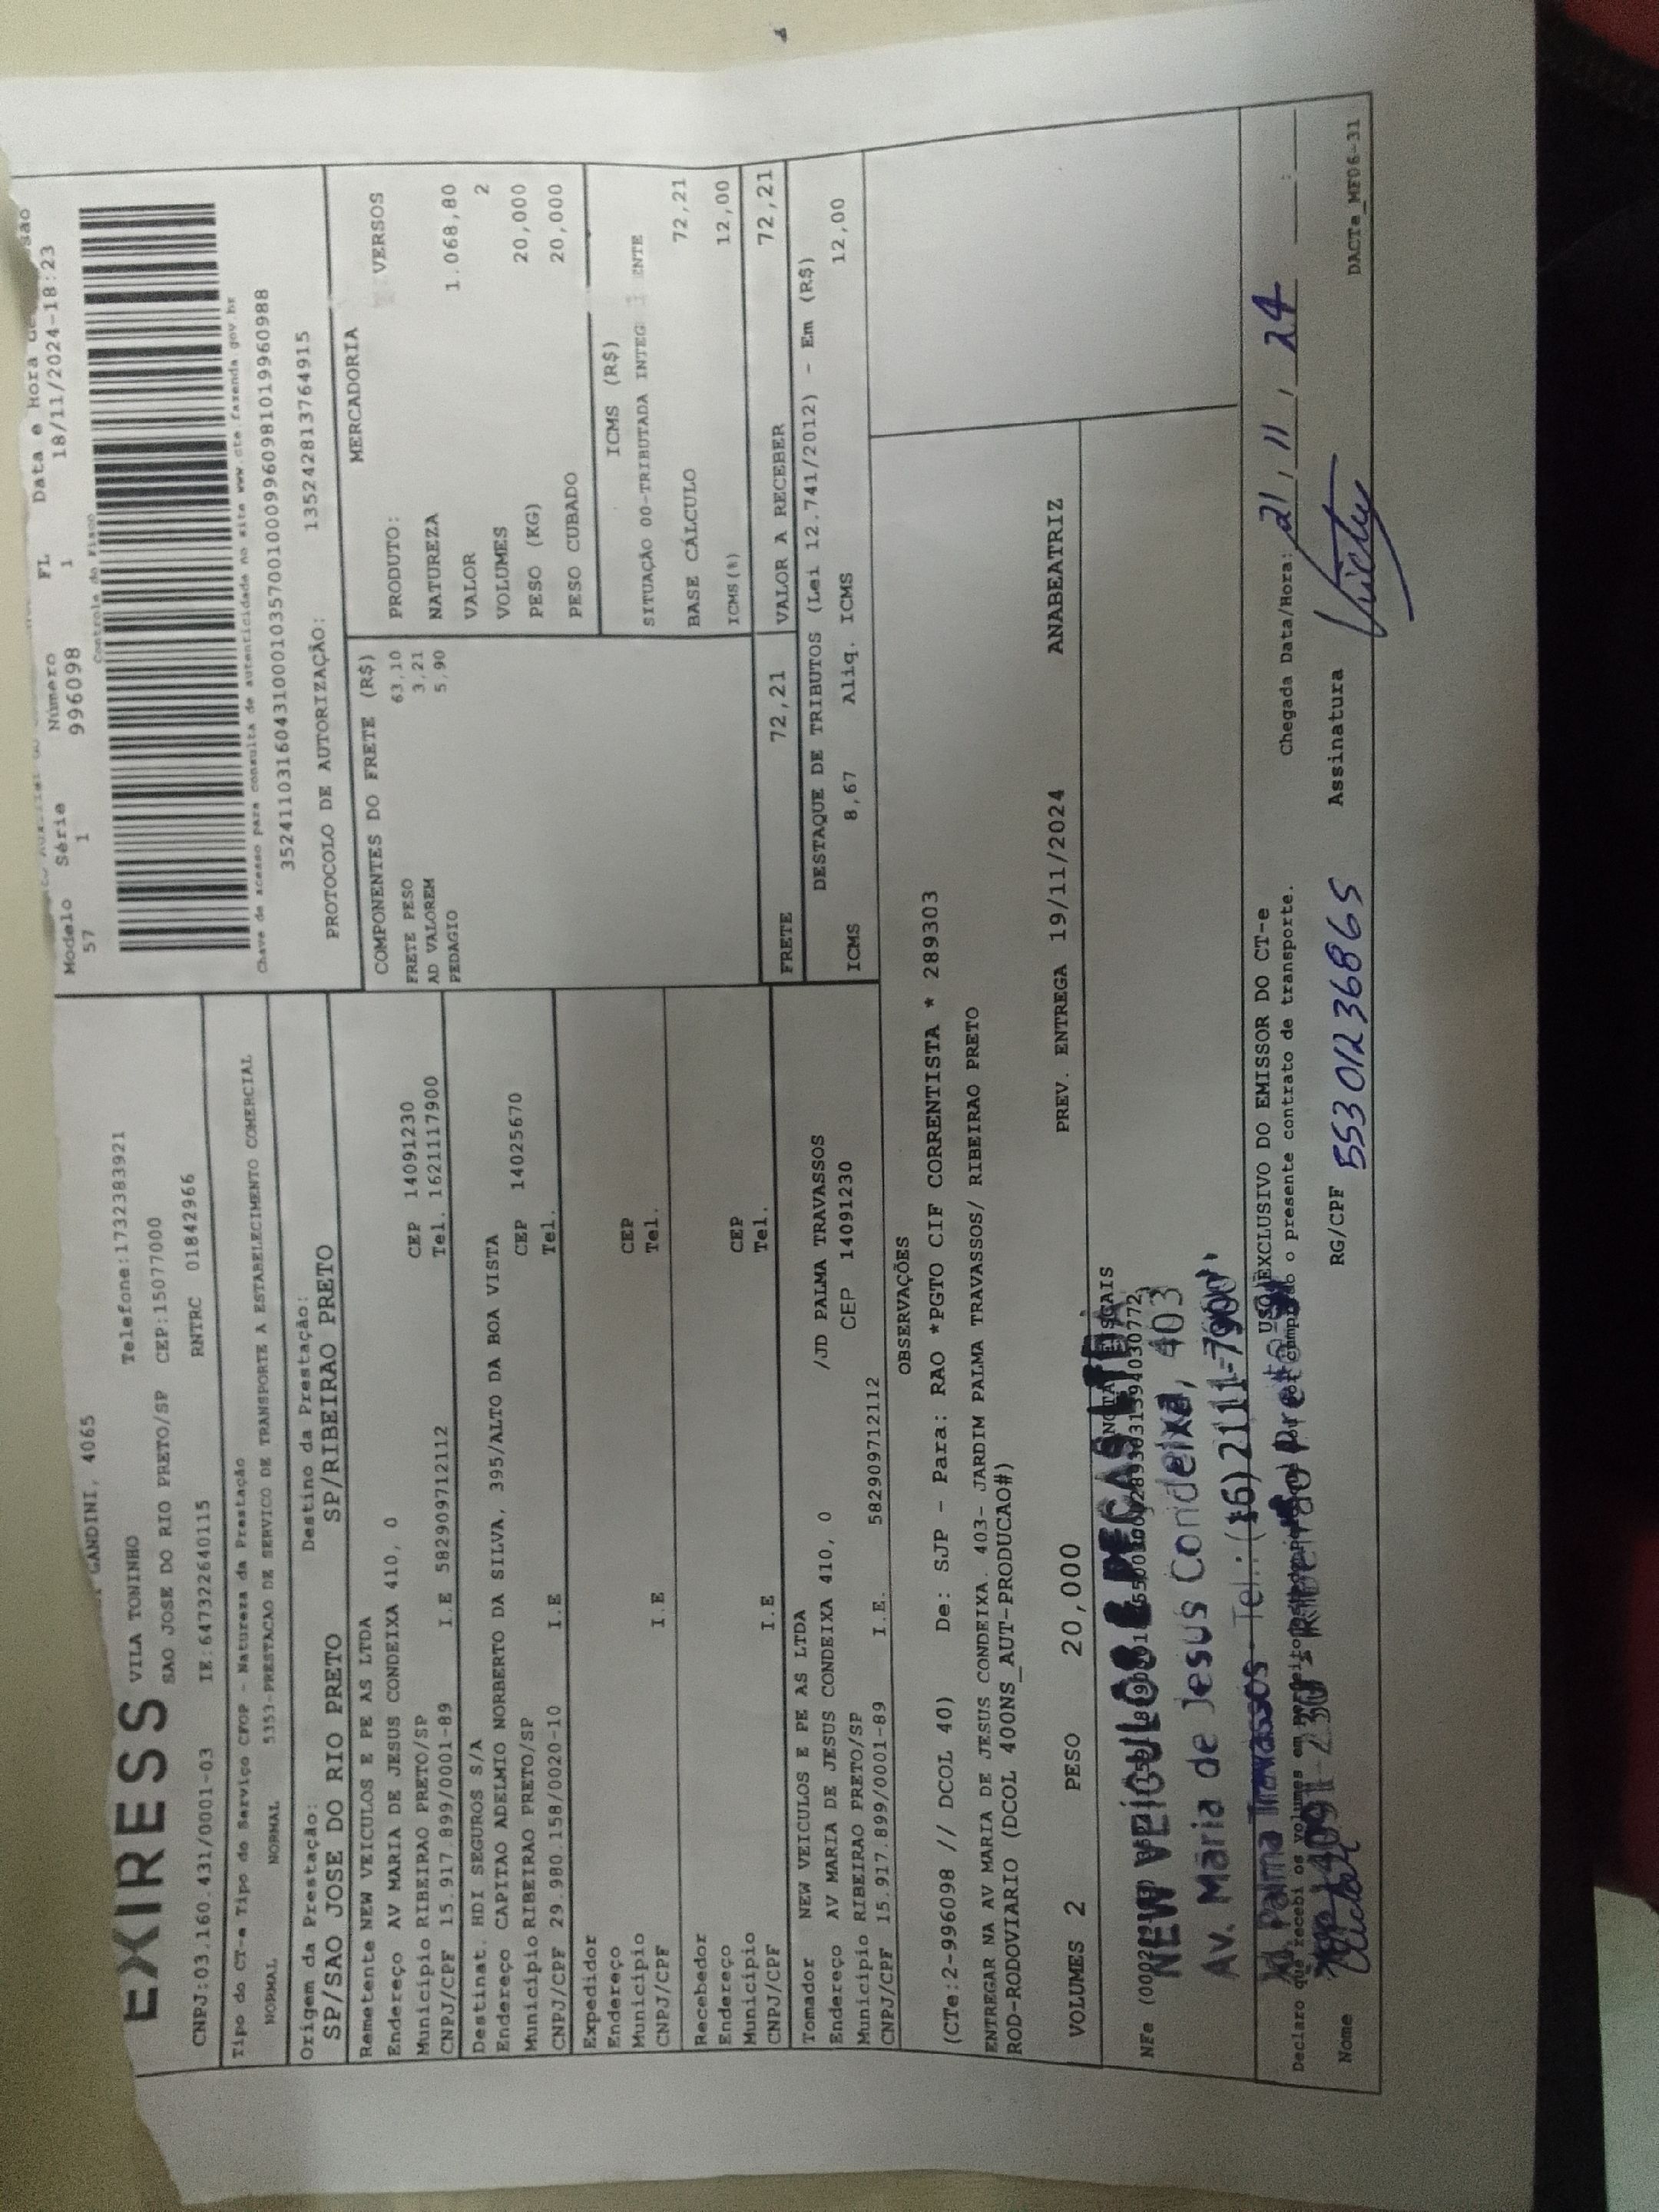 GANDINI, 4065
EXIRESS VILA TONINHO Telefone:1732383921
SAO JOSE DO RIO PRETO/SP CEP:15077000
CNPJ:03.160.431/0001-03 IE:647322640115 RNTRC 01842966
Tipo do CT-e Tipo do Serviço CFOP - Natureza da Prestação
NORMAL NORMAL 5353-PRESTACAO DE SERVICO DE TRANSPORTE A ESTABELECIMENTO COMERCIAL
Origem da Prestação: Destino da Prestação:
SP/SAO JOSE DO RIO PRETO SP/RIBEIRAO PRETO
Modelo Série Número FL Data e Hora de
57 1 996098 1 18/11/2024-18:23
Controle do Fisco
Chave de acesso para consulta de autenticidade no site www.cte.fazenda.gov.br
35241103160431000103570010009960981019960988
PROTOCOLO DE AUTORIZAÇÃO: 135242813764915
Remetente NEW VEICULOS E PE AS LTDA
Endereço AV MARIA DE JESUS CONDEIXA 410, 0
Município RIBEIRAO PRETO/SP CEP 14091230
CNPJ/CPF 15.917.899/0001-89 I.E 582909712112 Tel. 1621117900
Destinat. HDI SEGUROS S/A
Endereço CAPITAO ADELMIO NORBERTO DA SILVA, 395/ALTO DA BOA VISTA
Município RIBEIRAO PRETO/SP CEP 14025670
CNPJ/CPF 29.980.158/0020-10 I.E Tel.
Expedidor
Endereço
Município CEP
CNPJ/CPF I.E Tel.
Recebedor
Endereço
Município CEP
CNPJ/CPF I.E Tel.
Tomador NEW VEICULOS E PE AS LTDA
Endereço AV MARIA DE JESUS CONDEIXA 410, 0 /JD PALMA TRAVASSOS
Município RIBEIRAO PRETO/SP CEP 14091230
CNPJ/CPF 15.917.899/0001-89 I.E. 582909712112
COMPONENTES DO FRETE (R$)
FRETE PESO 63,10
AD VALOREM 3,21
PEDAGIO 5,90
MERCADORIA
PRODUTO: VERSOS
NATUREZA
VALOR 1.068,80
VOLUMES 2
PESO (KG) 20,000
PESO CUBADO 20,000
ICMS (R$)
SITUAÇÃO 00-TRIBUTADA INTEG ENTE
BASE CÁLCULO 72,21
ICMS(%) 12,00
FRETE 72,21 VALOR A RECEBER 72,21
DESTAQUE DE TRIBUTOS (Lei 12.741/2012) - Em (R$)
ICMS 8,67 Aliq. ICMS 12,00
OBSERVAÇÕES
(CTe:2-996098 // DCOL 40) De: SJP - Para: RAO *PGTO CIF CORRENTISTA * 289303
ENTREGAR NA AV MARIA DE JESUS CONDEIXA. 403- JARDIM PALMA TRAVASSOS/ RIBEIRAO PRETO
ROD-RODOVIARIO (DCOL 400NS_AUT-PRODUCAO#)
VOLUMES 2 PESO 20,000 PREV. ENTREGA 19/11/2024 ANABEATRIZ
NFe
NEW VEICULOS E PEÇAS LTDA
Av. Maria de Jesus Condeixa, 403
Jd. Palma Travassos - Tel.: (16) 2111-7900
USO EXCLUSIVO DO EMISSOR DO CT-e
Declaro que recebi os volumes em perfeito o presente contrato de transporte. Chegada Data/Hora: 21/11/24
Nome RG/CPF 55301236865 Assinatura
DACTe_MF06-31